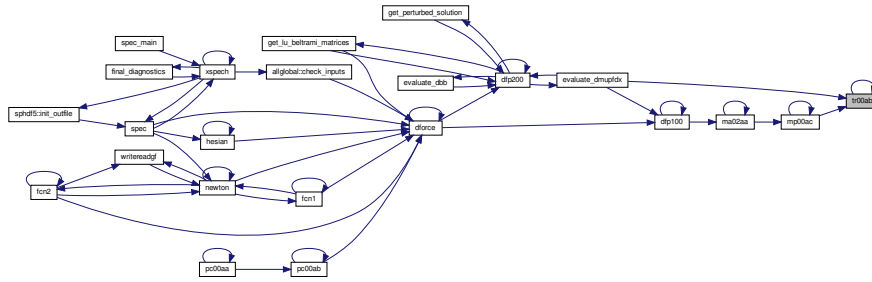 get_perturbed_solution
spec_main
get_lu_beltrami_matrices
final_diagnostics
xspech
allglobal::check_inputs
evaluate_dbb
dfp200
evaluate_dmupfdx
tr00ab
sphdf5::init_outfile
spec
hesian
dforce
dfp100
ma02aa
mp00ac
writereadgf
fcn2
newton
fcn1
pc00aa
pc00ab